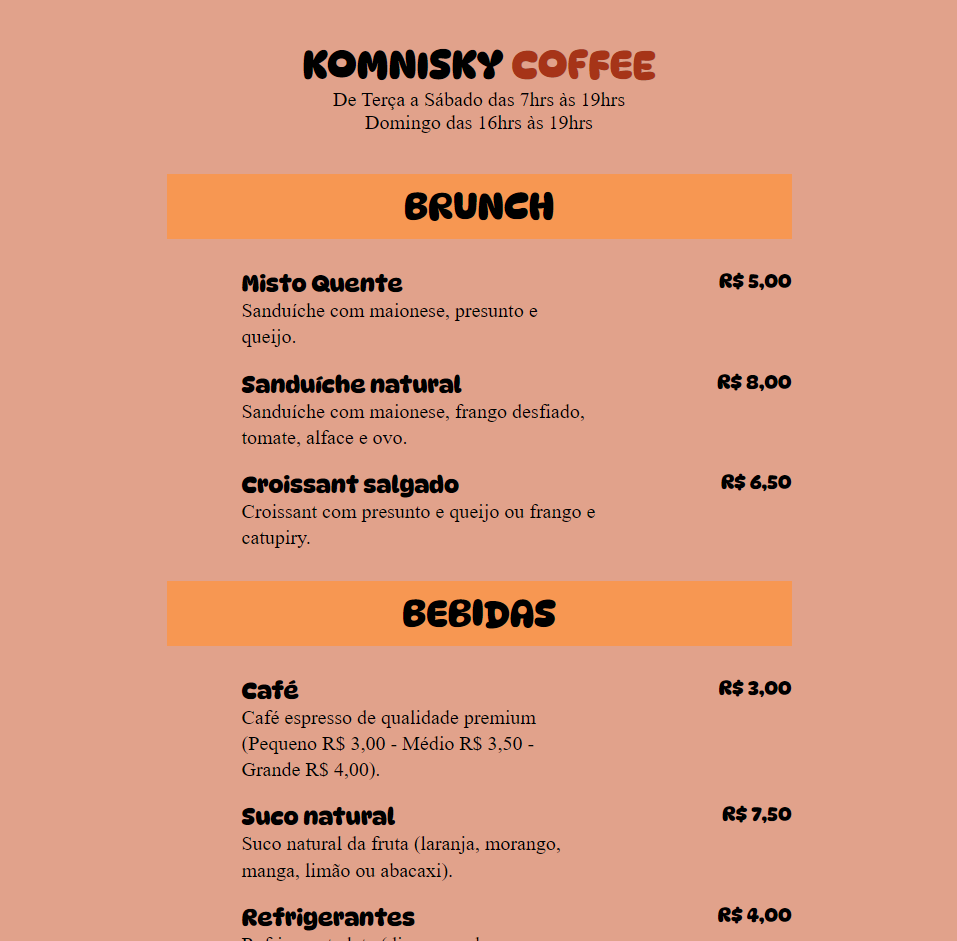 KOMNISKY COFFEE
De Terça a Sábado das 7hrs às 19hrs
Domingo das 16hrs às 19hrs
BRUNCH
Misto Quente R$ 5,00
Sanduíche com maionese, presunto e
queijo.
Sanduíche natural R$ 8,00
Sanduíche com maionese, frango desfiado,
tomate, alface e ovo.
Croissant salgado R$ 6,50
Croissant com presunto e queijo ou frango e
catupiry.
BEBIDAS
Café R$ 3,00
Café espresso de qualidade premium
(Pequeno R$ 3,00 - Médio R$ 3,50 -
Grande R$ 4,00).
Suco natural R$ 7,50
Suco natural da fruta (laranja, morango,
manga, limão ou abacaxi).
Refrigerantes R$ 4,00